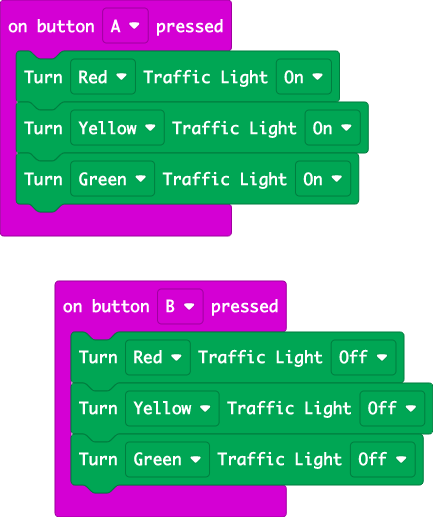 on button A pressed
Turn Red Traffic Light On
Turn Yellow Traffic Light On
Turn Green Traffic Light On
on button B pressed
Turn Red Traffic Light Off
Turn Yellow Traffic Light Off
Turn Green Traffic Light Off